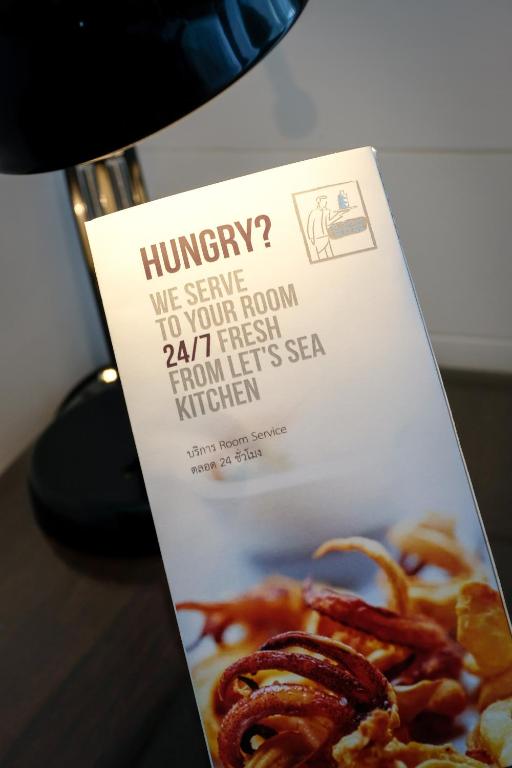 HUNGRY?
WE SERVE
TO YOUR ROOM
24/7 FRESH
FROM LET'S SEA
KITCHEN
บริการ Room Service
ตลอด 24 ชั่วโมง